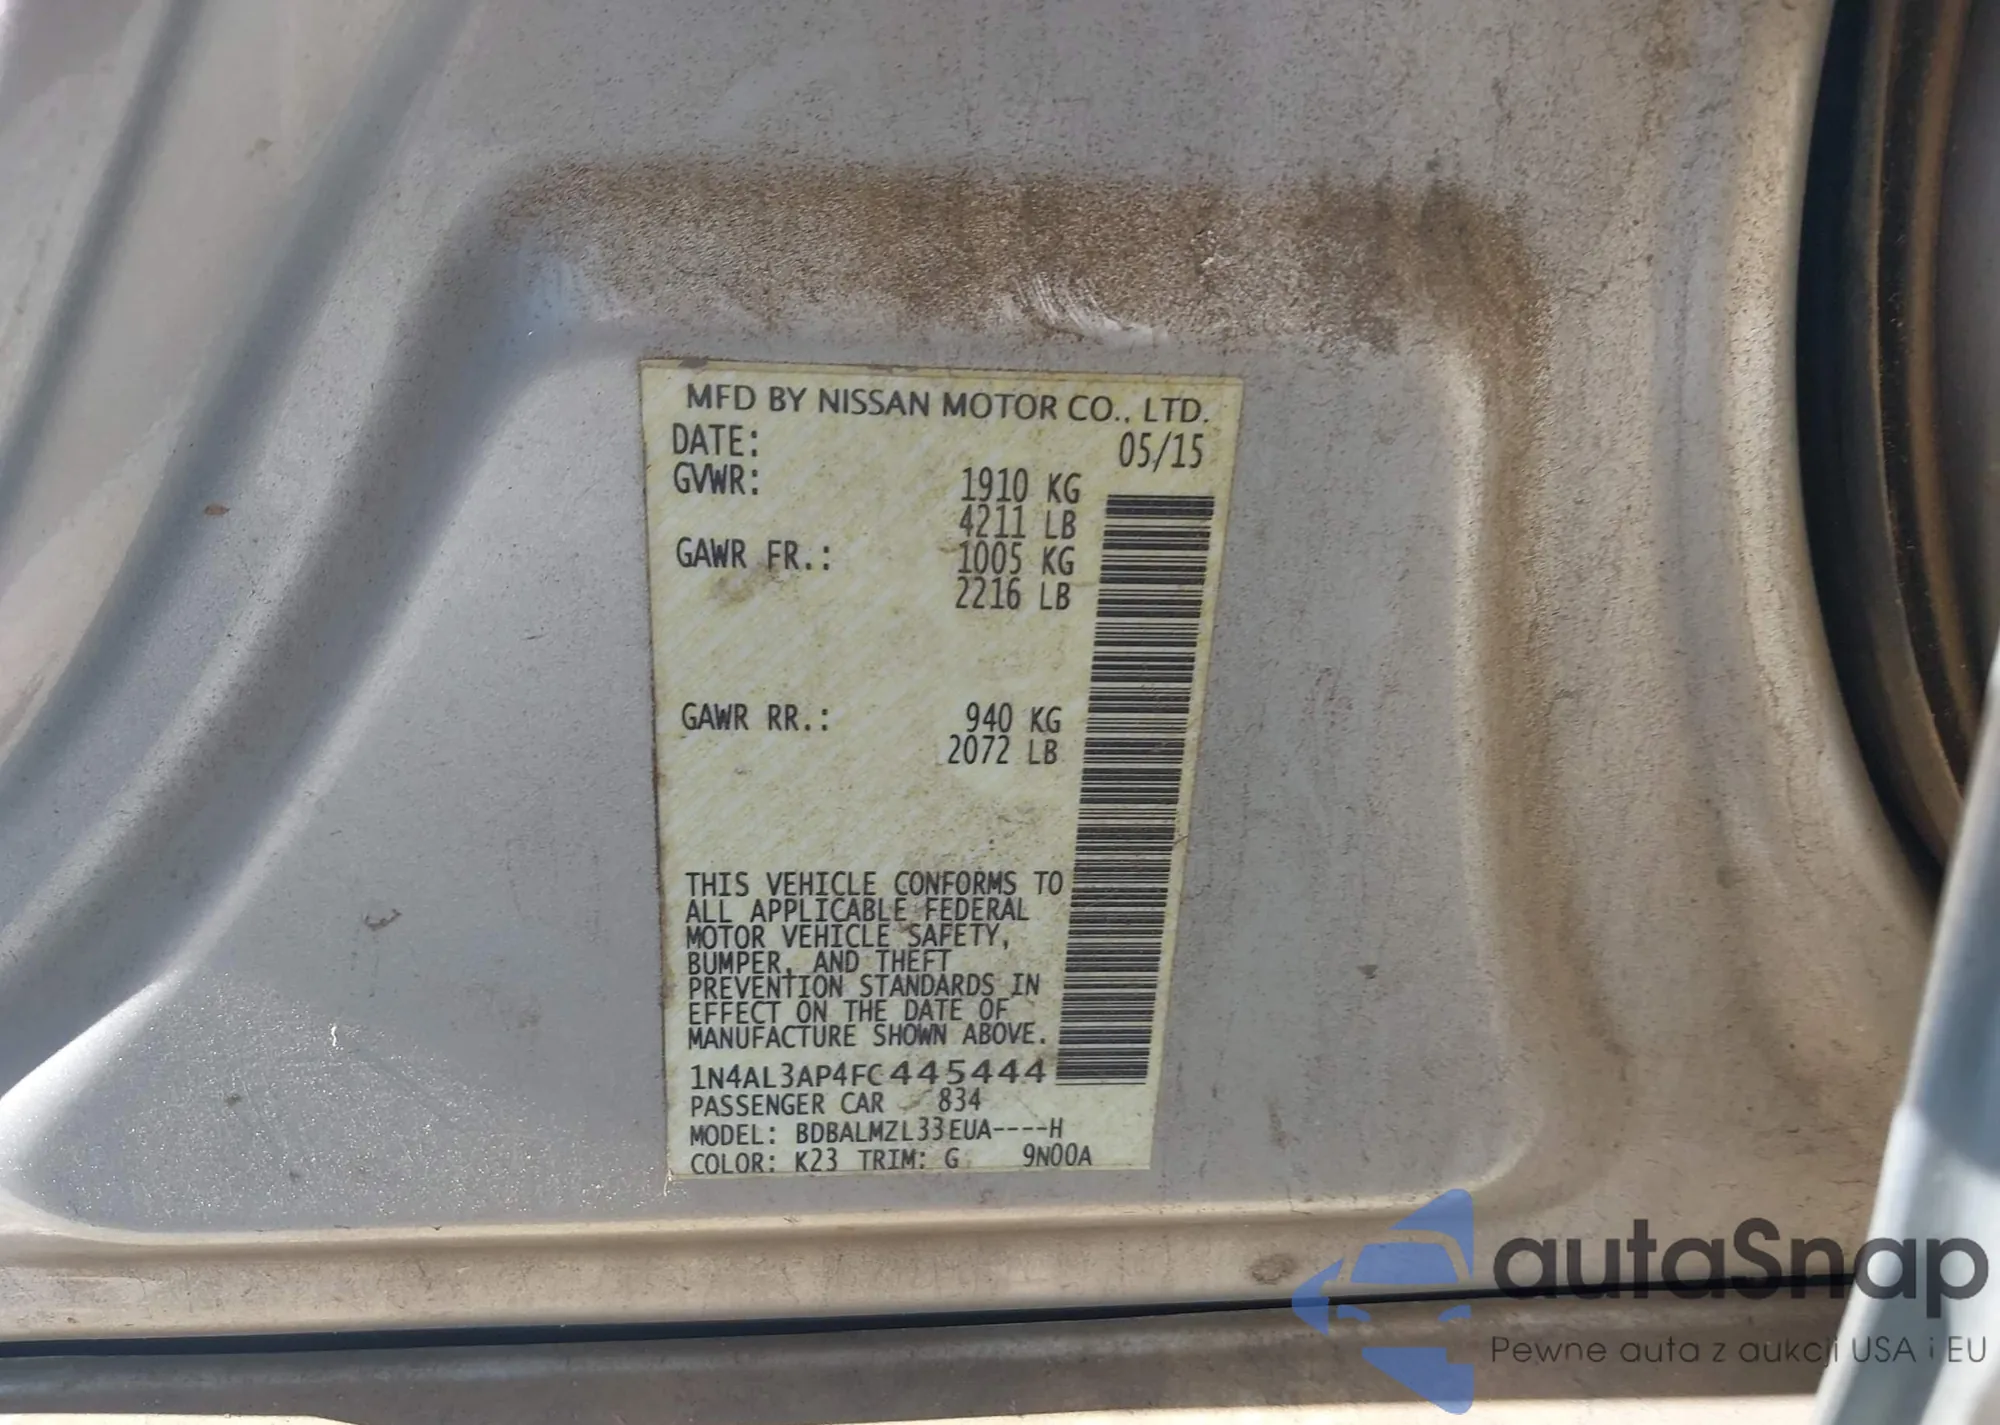 MFD BY NISSAN MOTOR CO., LTD.
DATE: 05/15
GVWR: 1910 KG
4211 LB
GAWR FR.: 1005 KG
2216 LB
GAWR RR.: 940 KG
2072 LB
THIS VEHICLE CONFORMS TO
ALL APPLICABLE FEDERAL
MOTOR VEHICLE SAFETY,
BUMPER, AND THEFT
PREVENTION STANDARDS IN
EFFECT ON THE DATE OF
MANUFACTURE SHOWN ABOVE.
1N4AL3AP4FC445444
PASSENGER CAR 834
MODEL: BDBALMZL33EUA----H
COLOR: K23 TRIM: G 9N00A
autaSnap
Pewne auta z aukcji USA i EU